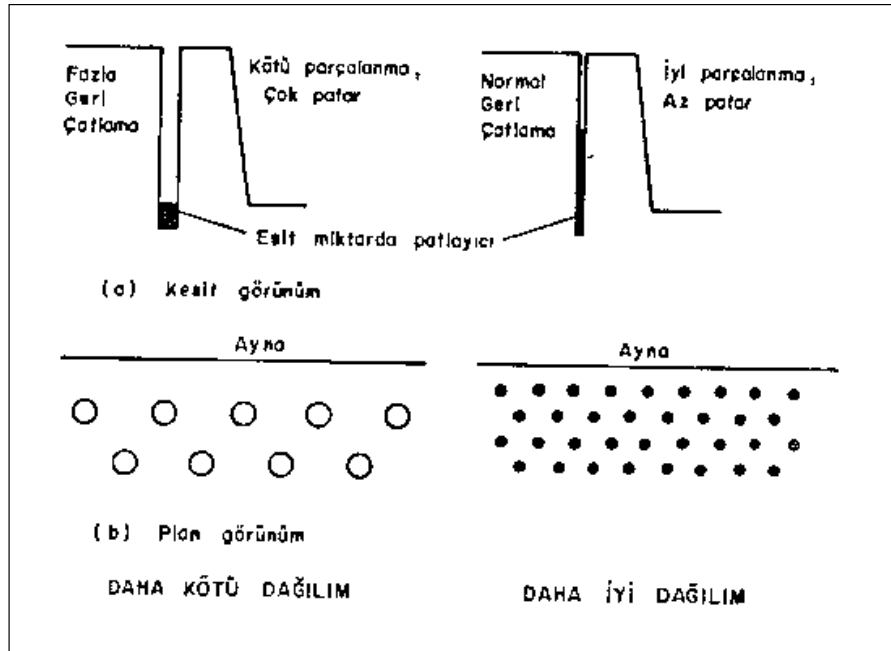 Fazla
Geri
Çatlama
Kötü parçalanma,
Çok patar
Normal
Geri
Çatlama
İyi parçalanma,
Az patar
Eşit miktarda patlayıcı
(a) Kesit görünüm
Ayna
Ayna
(b) Plan görünüm
DAHA KÖTÜ DAĞILIM
DAHA İYİ DAĞILIM